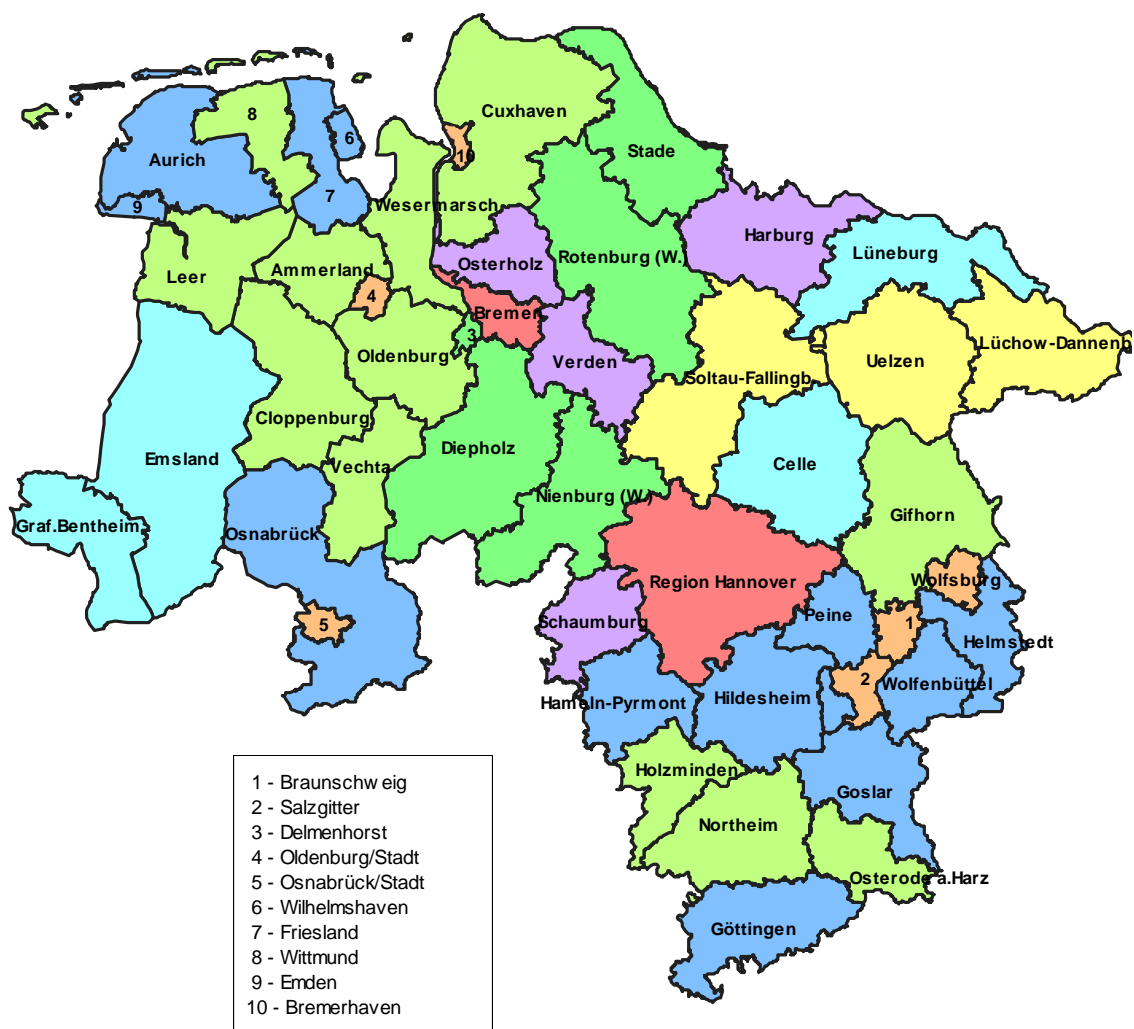 Cuxhaven
8
6
10
Stade
Aurich
7
9
Wesermarsch
Harburg
Rotenburg (W.
Osterholz
Lüneburg
Leer
Ammerland
4
Bremen
3
Oldenburg
Verden
Soltau-Fallingb
Uelzen
Lüchow-Dannenb
Cloppenburg
Diepholz
Vechta
Emsland
Celle
Nienburg (W.)
Gifhorn
Graf.Bentheim
Osnabrück
Region Hannover
Wolfsburg
Schaumburg
Peine
1
5
Helmstedt
2
Wolfenbüttel
Hameln-Pyrmont
Hildesheim
Holzminden
Goslar
Northeim
Osterode a.Harz
Göttingen
1 - Braunschweig
2 - Salzgitter
3 - Delmenhorst
4 - Oldenburg/Stadt
5 - Osnabrück/Stadt
6 - Wilhelmshaven
7 - Friesland
8 - Wittmund
9 - Emden
10 - Bremerhaven